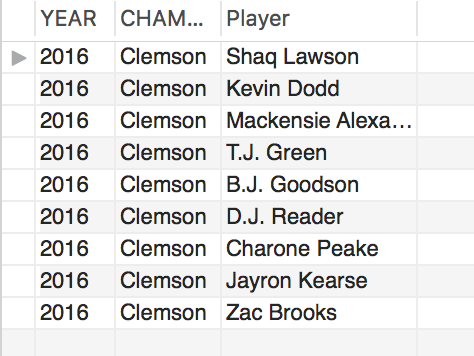 YEAR CHAM... Player
2016 Clemson Shaq Lawson
2016 Clemson Kevin Dodd
2016 Clemson Mackensie Alexa...
2016 Clemson T.J. Green
2016 Clemson B.J. Goodson
2016 Clemson D.J. Reader
2016 Clemson Charone Peake
2016 Clemson Jayron Kearse
2016 Clemson Zac Brooks